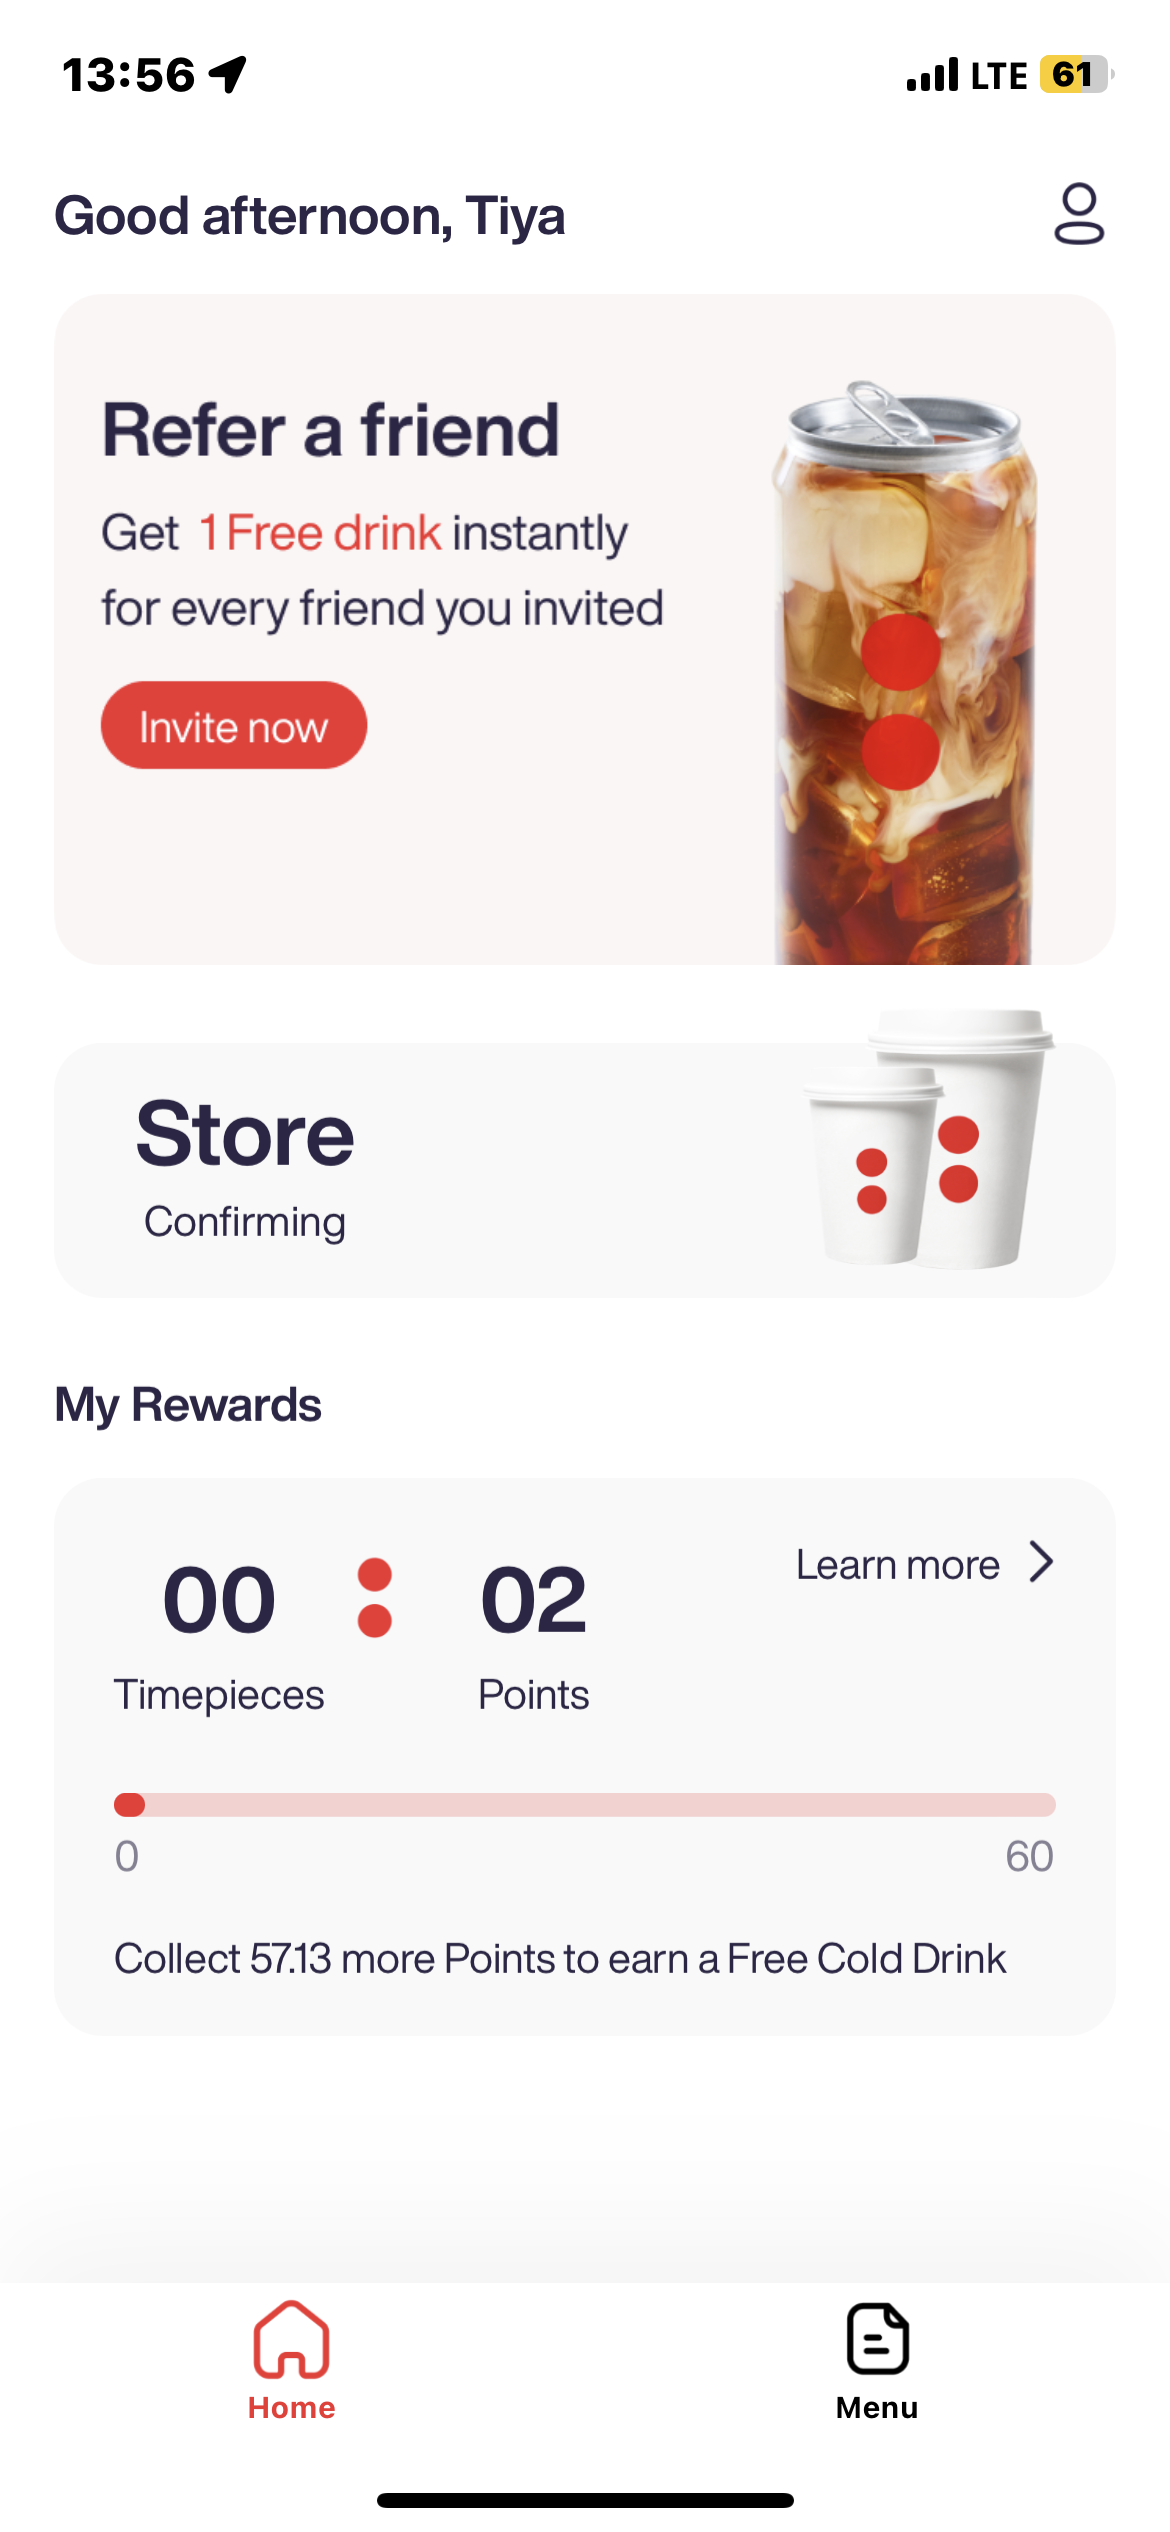 13:56
LTE 61
Good afternoon, Tiya
Refer a friend
Get 1 Free drink instantly
for every friend you invited
Invite now
Store
Confirming
My Rewards
00 02
Learn more
Timepieces Points
0 60
Collect 57.13 more Points to earn a Free Cold Drink
Home Menu